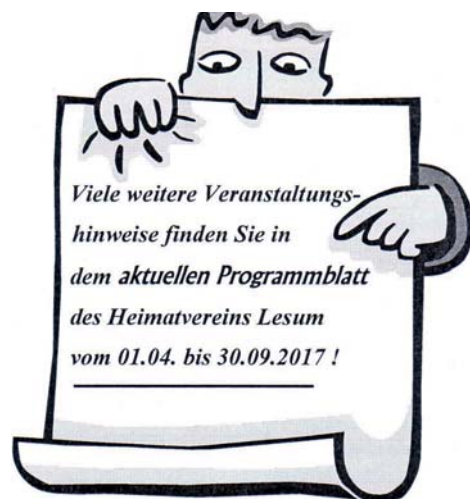 Viele weitere Veranstaltungs-
hinweise finden Sie in
dem aktuellen Programmblatt
des Heimatvereins Lesum
vom 01.04. bis 30.09.2017 !